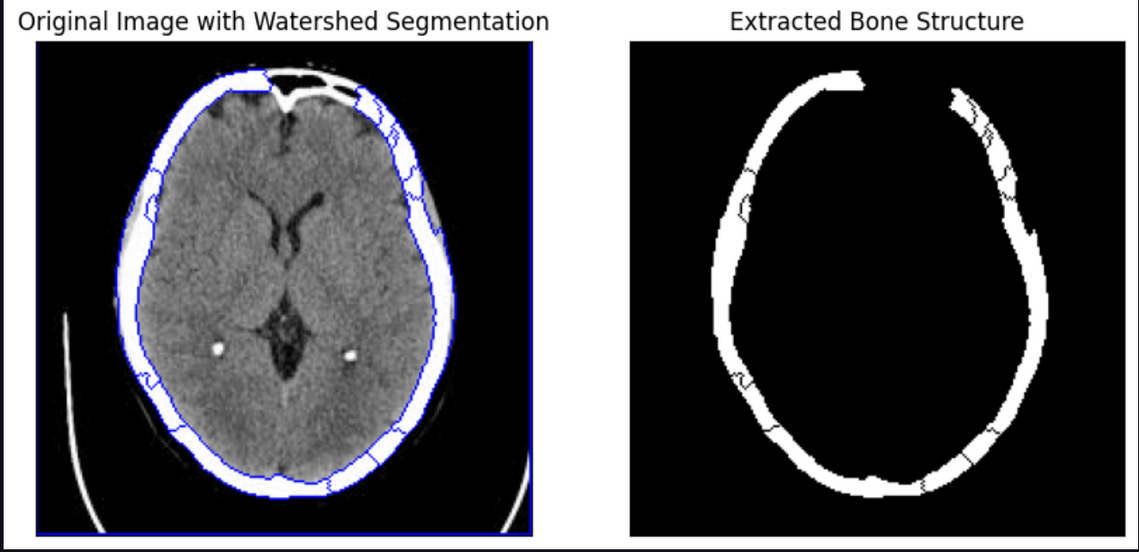 Original Image with Watershed Segmentation
Extracted Bone Structure